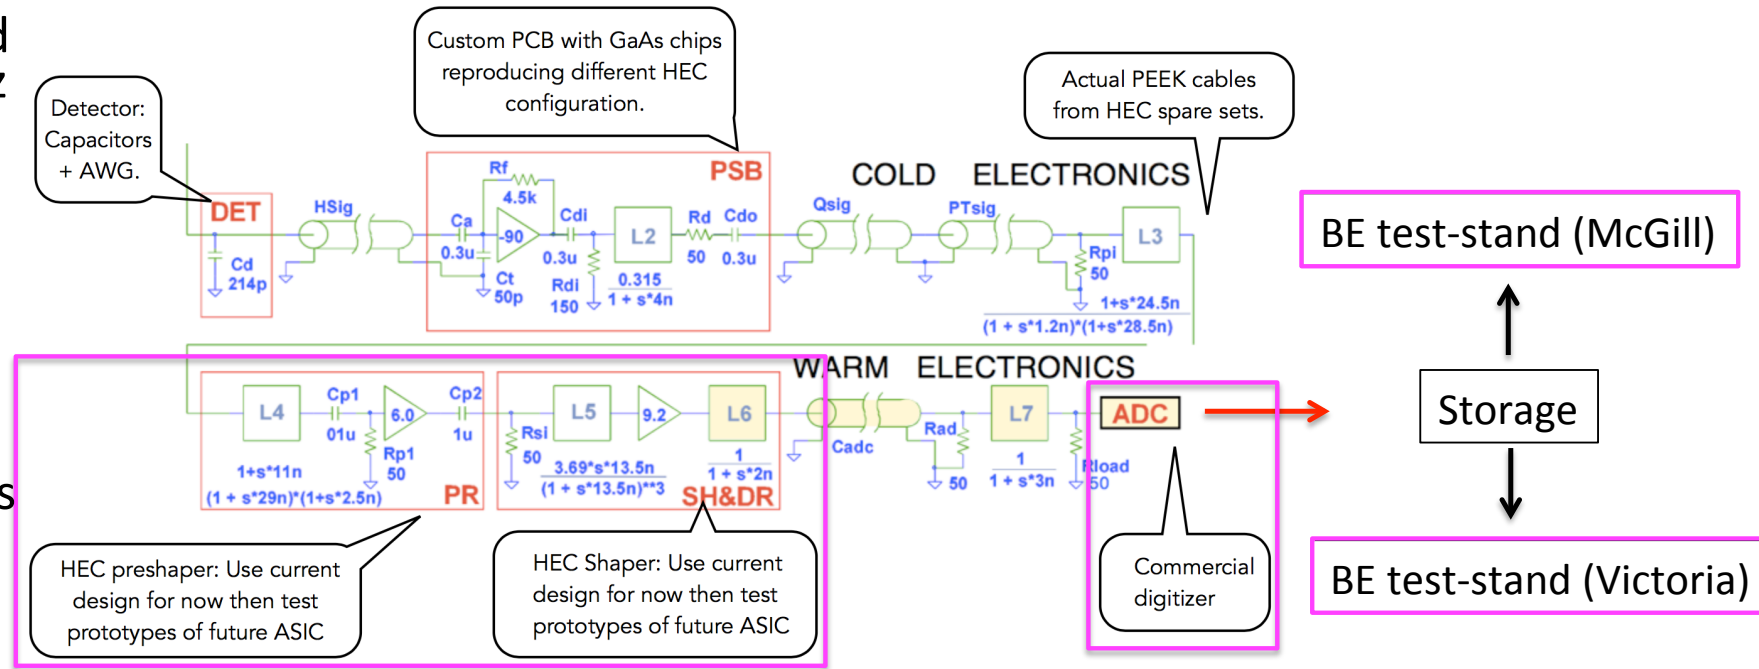 d
z
Detector:
Capacitors
+ AWG.
Custom PCB with GaAs chips
reproducing different HEC
configuration.
Actual PEEK cables
from HEC spare sets.
COLD ELECTRONICS
DET
HSig
Cd
214p
PSB
Rf
4.5k
Ca
0.3u
-90
Ct
50p
Cdi
0.3u
Rdi
150
L2
0.315
1 + s*4n
Rd
50
Cdo
0.3u
Qsig
PTsig
Rpi
50
L3
1+s*24.5n
(1 + s*1.2n)*(1+s*28.5n)
WARM ELECTRONICS
L4
1+s*11n
(1 + s*29n)*(1+s*2.5n)
Cp1
01u
Rp1
50
6.0
Cp2
1u
PR
Rsi
50
L5
3.69*s*13.5n
(1 + s*13.5n)**3
9.2
L6
1
1 + s*2n
SH&DR
Cadc
Rad
50
L7
1
1 + s*3n
Rload
50
ADC
s
HEC preshaper: Use current
design for now then test
prototypes of future ASIC
HEC Shaper: Use current
design for now then test
prototypes of future ASIC
Commercial
digitizer
BE test-stand (McGill)
Storage
BE test-stand (Victoria)